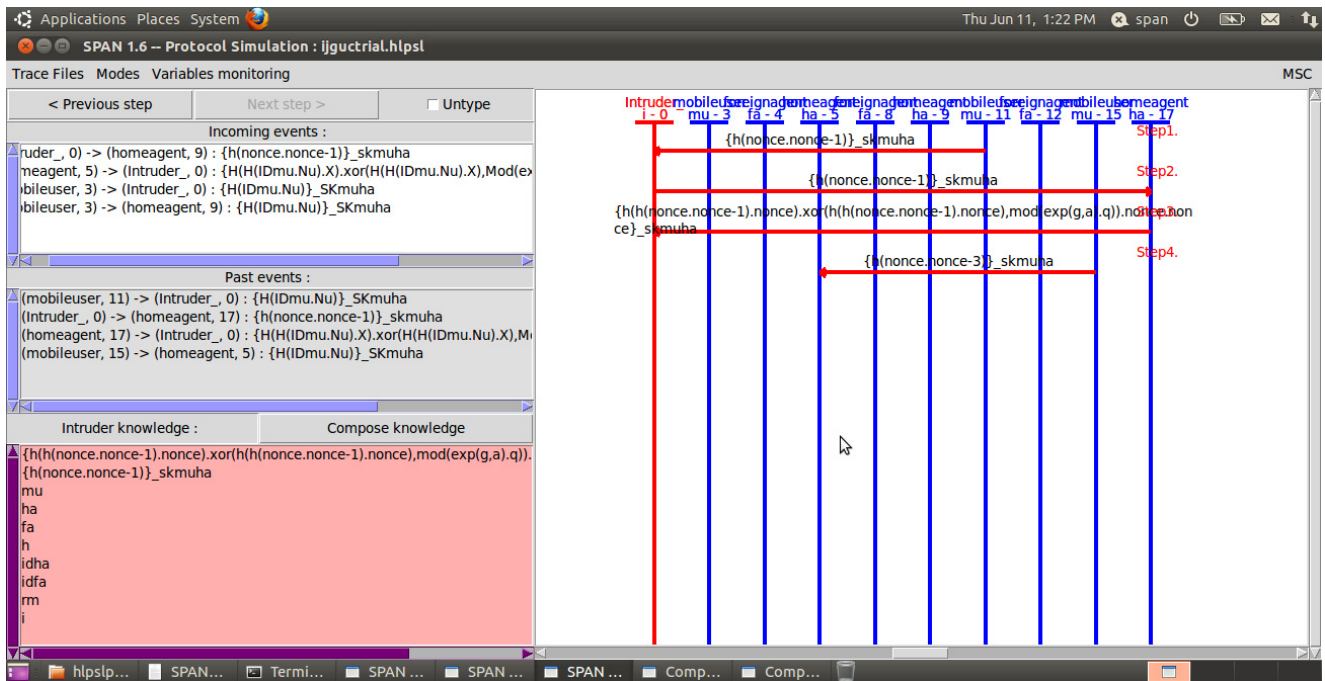 Applications Places System Thu Jun 11, 1:22 PM span
SPAN 1.6 -- Protocol Simulation : ijguctrial.hlpsl
Trace Files Modes Variables monitoring MSC
< Previous step Next step > Untype
Incoming events :
ruder_, 0) -> (homeagent, 9) : {h(nonce.nonce-1)}_skmuha
meagent, 5) -> (Intruder_, 0) : {H(H(IDmu.Nu).X).xor(H(H(IDmu.Nu).X),Mod(ex
bileuser, 3) -> (Intruder_, 0) : {H(IDmu.Nu)}_SKmuha
bileuser, 3) -> (homeagent, 9) : {H(IDmu.Nu)}_SKmuha
Past events :
(mobileuser, 11) -> (Intruder_, 0) : {H(IDmu.Nu)}_SKmuha
(Intruder_, 0) -> (homeagent, 17) : {h(nonce.nonce-1)}_skmuha
(homeagent, 17) -> (Intruder_, 0) : {H(H(IDmu.Nu).X).xor(H(H(IDmu.Nu).X),M
(mobileuser, 15) -> (homeagent, 5) : {H(IDmu.Nu)}_SKmuha
Intruder knowledge : Compose knowledge
{h(h(nonce.nonce-1).nonce).xor(h(h(nonce.nonce-1).nonce),mod(exp(g,a).q)).
{h(nonce.nonce-1)}_skmuha
mu
ha
fa
h
idha
idfa
rm
i
Intruder_
i - 0 mu - 3 fa - 4 ha - 5 fa - 8 ha - 9 mu - 11 fa - 12 mu - 15 ha - 17
Step1.
{h(nonce.nonce-1)}_skmuha
Step2.
{h(nonce.nonce-1)}_skmuha
{h(h(nonce.nonce-1).nonce).xor(h(h(nonce.nonce-1).nonce),mod(exp(g,a).q)).nonce.non
ce}_skmuha
Step3.
Step4.
{h(nonce.nonce-3)}_skmuha
hlpslp... SPAN... Termi... SPAN ... SPAN ... SPAN ... Comp... Comp...